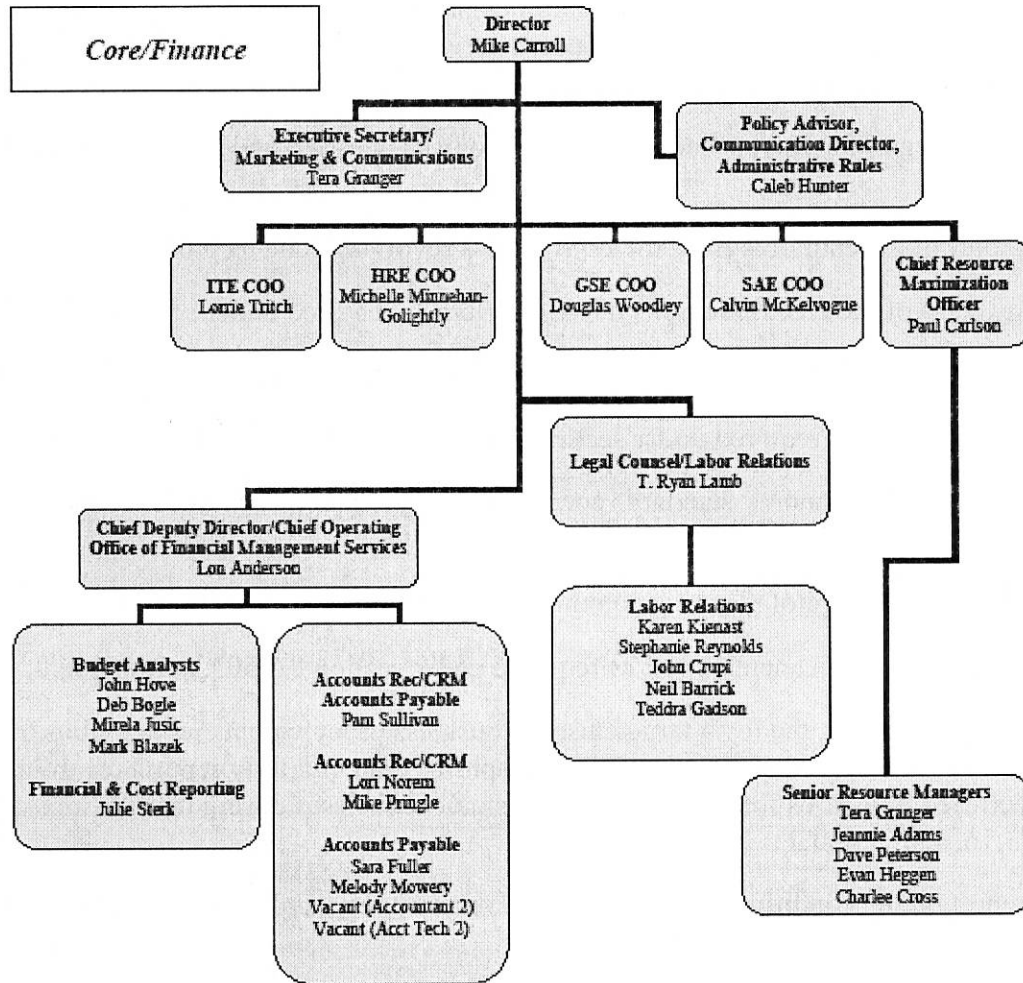 Core/Finance
Director
Mike Carroll
Executive Secretary/
Marketing & Communications
Tera Granger
Policy Advisor,
Communication Director,
Administrative Rules
Caleb Hunter
ITE COO
Lorrie Tritch
HRE COO
Michelle Minnehan-
Golightly
GSE COO
Douglas Woodley
SAE COO
Calvin McKelvogue
Chief Resource
Maximization
Officer
Paul Carlson
Legal Counsel/Labor Relations
T. Ryan Lamb
Chief Deputy Director/Chief Operating
Office of Financial Management Services
Lon Anderson
Labor Relations
Karen Kienast
Stephanie Reynolds
John Crupi
Neil Barrick
Teddra Gadson
Budget Analysts
John Hove
Deb Bogle
Mirela Jusic
Mark Blazek
Financial & Cost Reporting
Julie Sterk
Accounts Rec/CRM
Accounts Payable
Pam Sullivan
Accounts Rec/CRM
Lori Norem
Mike Pringle
Accounts Payable
Sara Fuller
Melody Mowery
Vacant (Accountant 2)
Vacant (Acct Tech 2)
Senior Resource Managers
Tera Granger
Jeannie Adams
Dave Peterson
Evan Heggen
Charlee Cross